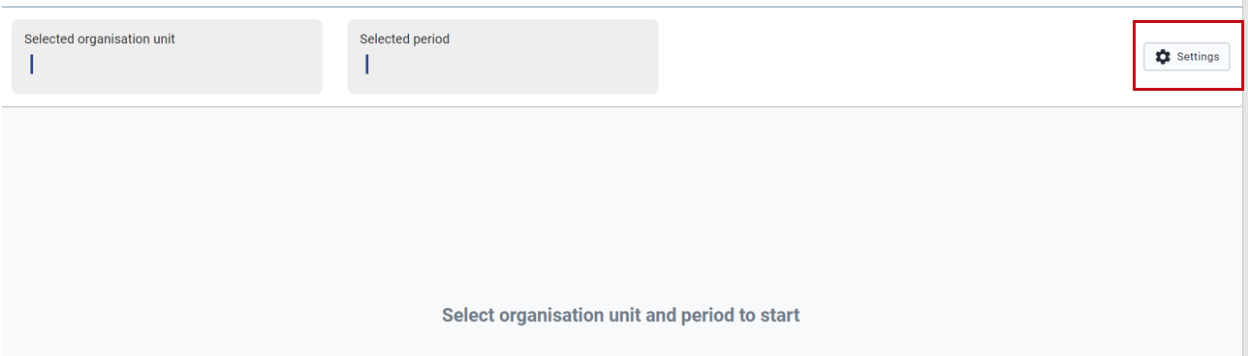 Selected organisation unit
Selected period
Settings
Select organisation unit and period to start